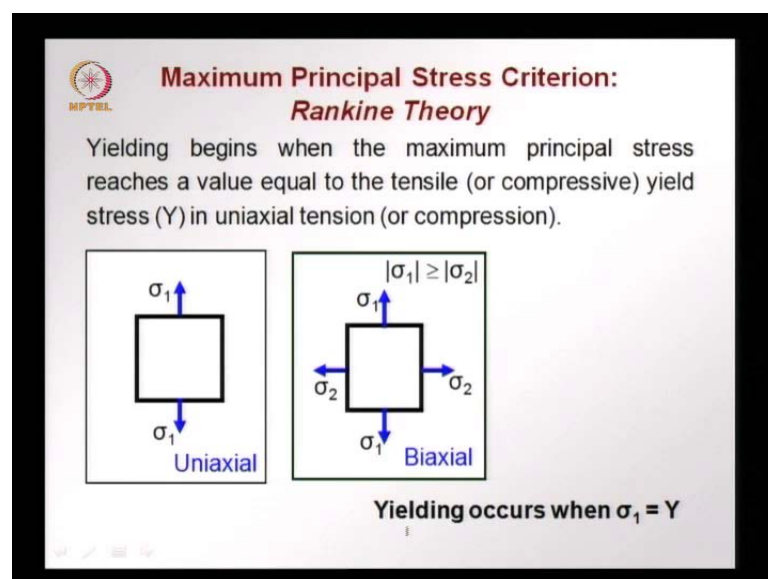 NPTEL
Maximum Principal Stress Criterion:
Rankine Theory
Yielding begins when the maximum principal stress
reaches a value equal to the tensile (or compressive) yield
stress (Y) in uniaxial tension (or compression).
σ₁
σ₁
Uniaxial
|σ₁| ≥ |σ₂|
σ₁
σ₂
σ₂
σ₁
Biaxial
Yielding occurs when σ₁ = Y